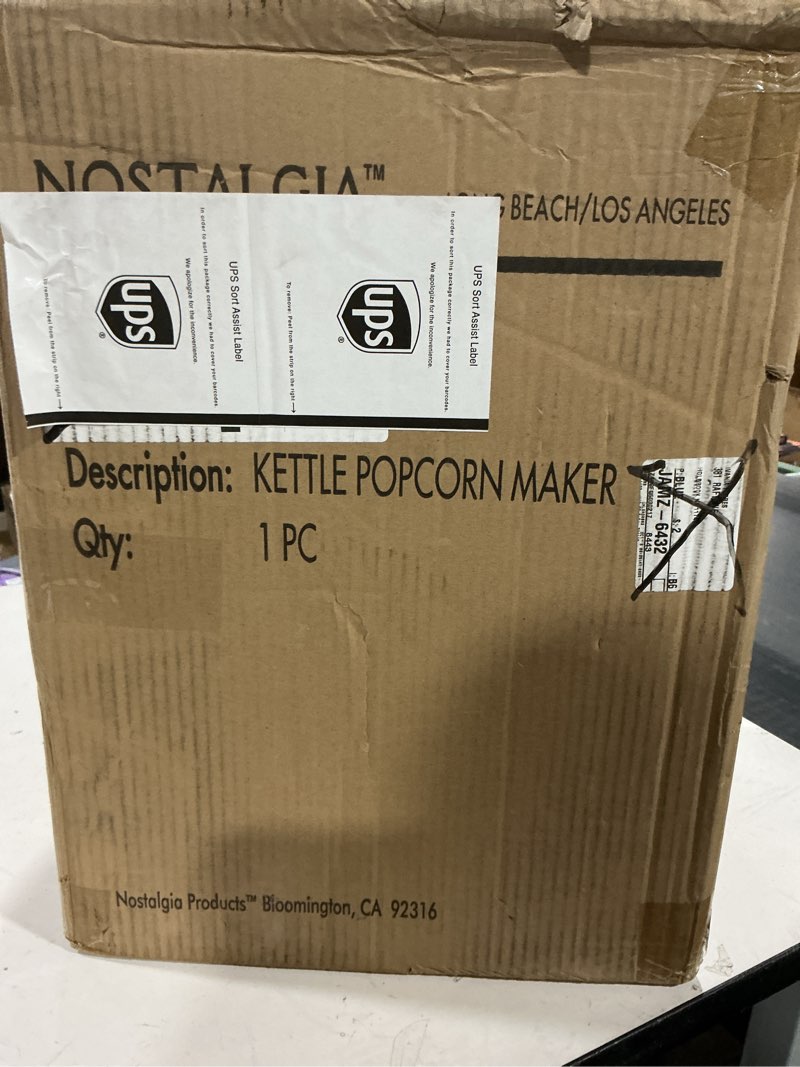 NOSTALGIA™
BEACH/LOS ANGELES
UPS Sort Assist Label
In order to sort this package correctly we had to cover your barcodes.
We apologize for the inconvenience.
ups
®
To remove: Peel from the strip on the right →
UPS Sort Assist Label
In order to sort this package correctly we had to cover your barcodes.
We apologize for the inconvenience.
ups
®
To remove: Peel from the strip on the right →
Description: KETTLE POPCORN MAKER
Qty: 1 PC
JAMZ-6432
8443
Nostalgia Products™ Bloomington, CA 92316